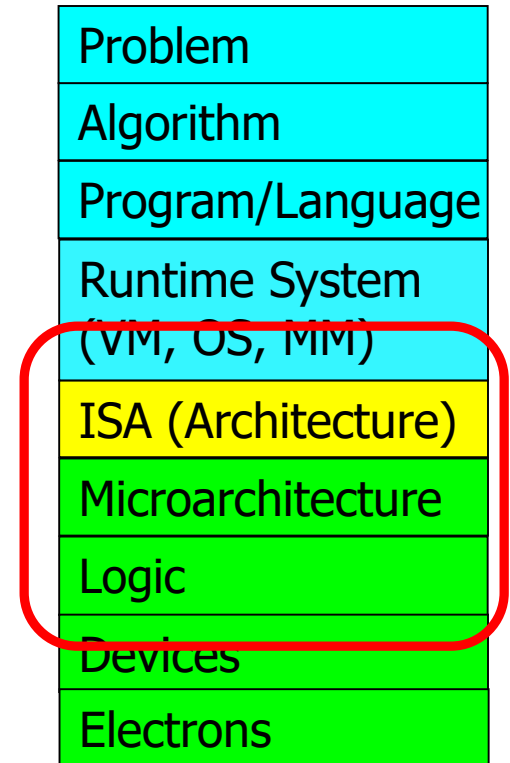 Problem
Algorithm
Program/Language
Runtime System
(VM, OS, MM)
ISA (Architecture)
Microarchitecture
Logic
Devices
Electrons